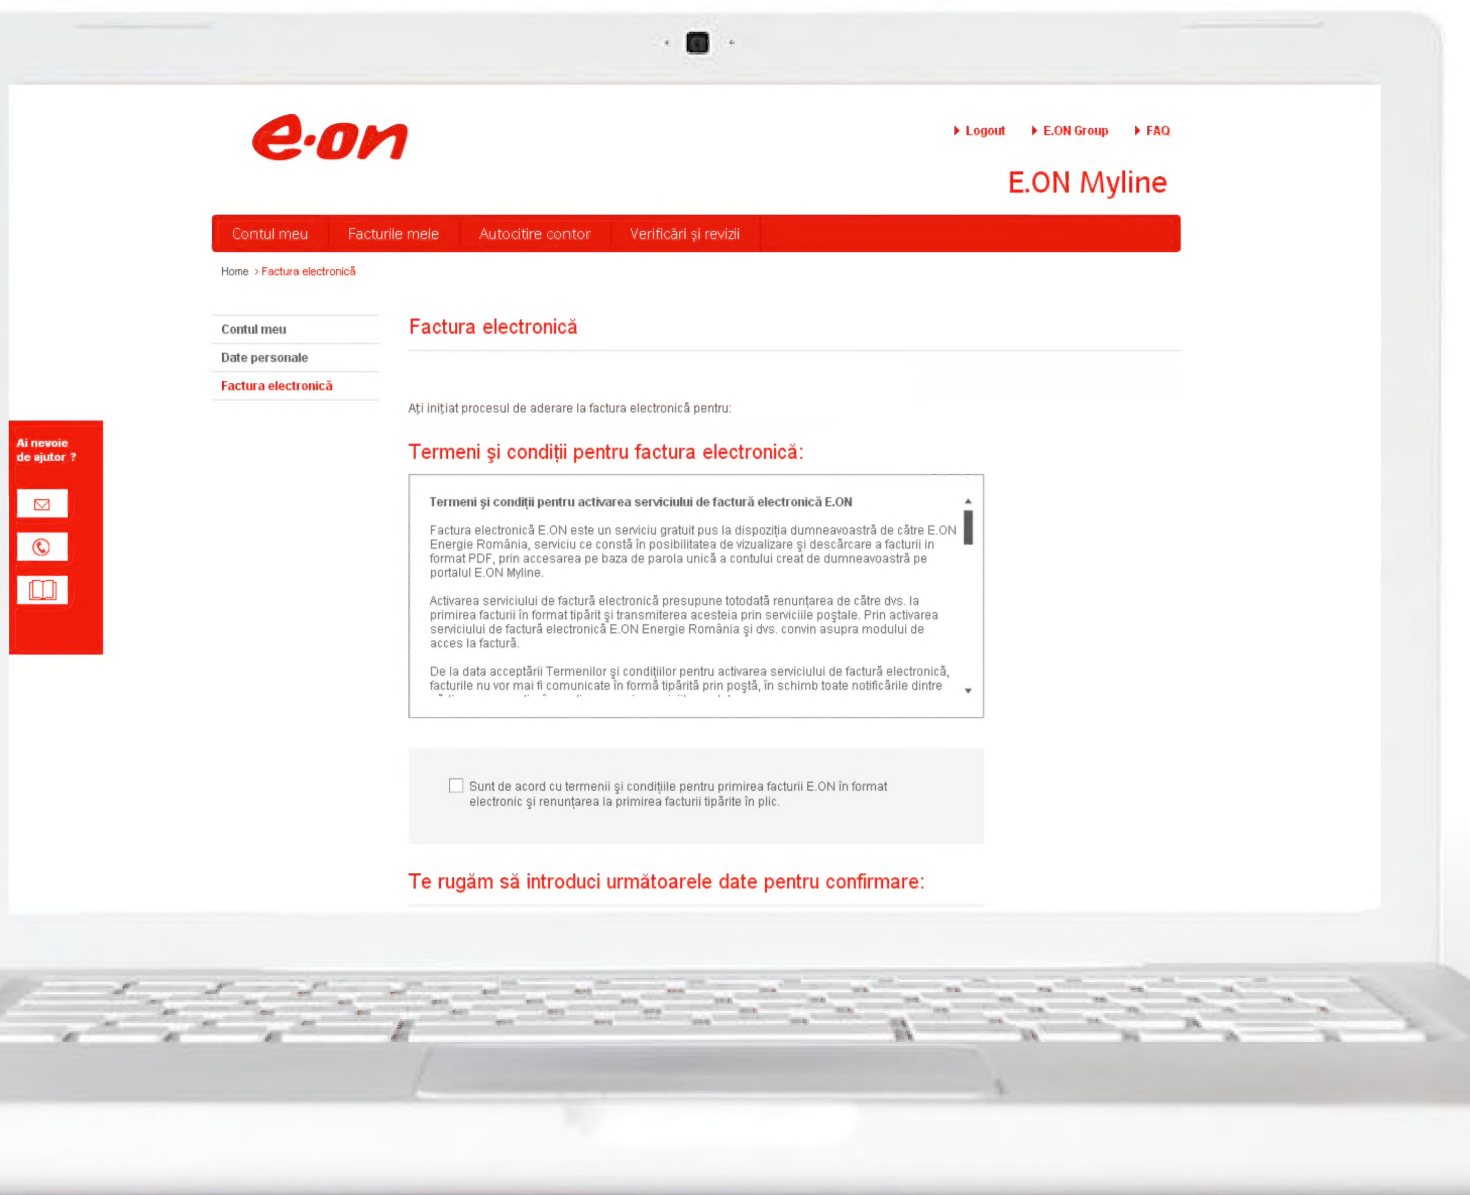 e·on
Logout
E.ON Group
FAQ
E.ON Myline
Contul meu
Facturile mele
Autocitire contor
Verificări şi revizii
Home > Factura electronică
Contul meu
Date personale
Factura electronică
Ai nevoie
de ajutor ?
Factura electronică
Aţi iniţiat procesul de aderare la factura electronică pentru:
Termeni şi condiţii pentru factura electronică:
Termeni şi condiţii pentru activarea serviciului de factură electronică E.ON
Factura electronică E.ON este un serviciu gratuit pus la dispoziţia dumneavoastră de către E.ON
Energie România, serviciu ce constă în posibilitatea de vizualizare şi descărcare a facturii in
format PDF, prin accesarea pe baza de parola unică a contului creat de dumneavoastră pe
portalul E.ON Myline.
Activarea serviciului de factură electronică presupune totodată renunţarea de către dvs. la
primirea facturii în format tipărit şi transmiterea acesteia prin serviciile poştale. Prin activarea
serviciului de factură electronică E.ON Energie România şi dvs. convin asupra modului de
acces la factură.
De la data acceptării Termenilor şi condiţiilor pentru activarea serviciului de factură electronică,
facturile nu vor mai fi comunicate în formă tipărită prin poştă, în schimb toate notificările dintre
Sunt de acord cu termenii şi condiţiile pentru primirea facturii E.ON în format
electronic şi renunţarea la primirea facturii tipărite în plic.
Te rugăm să introduci următoarele date pentru confirmare: